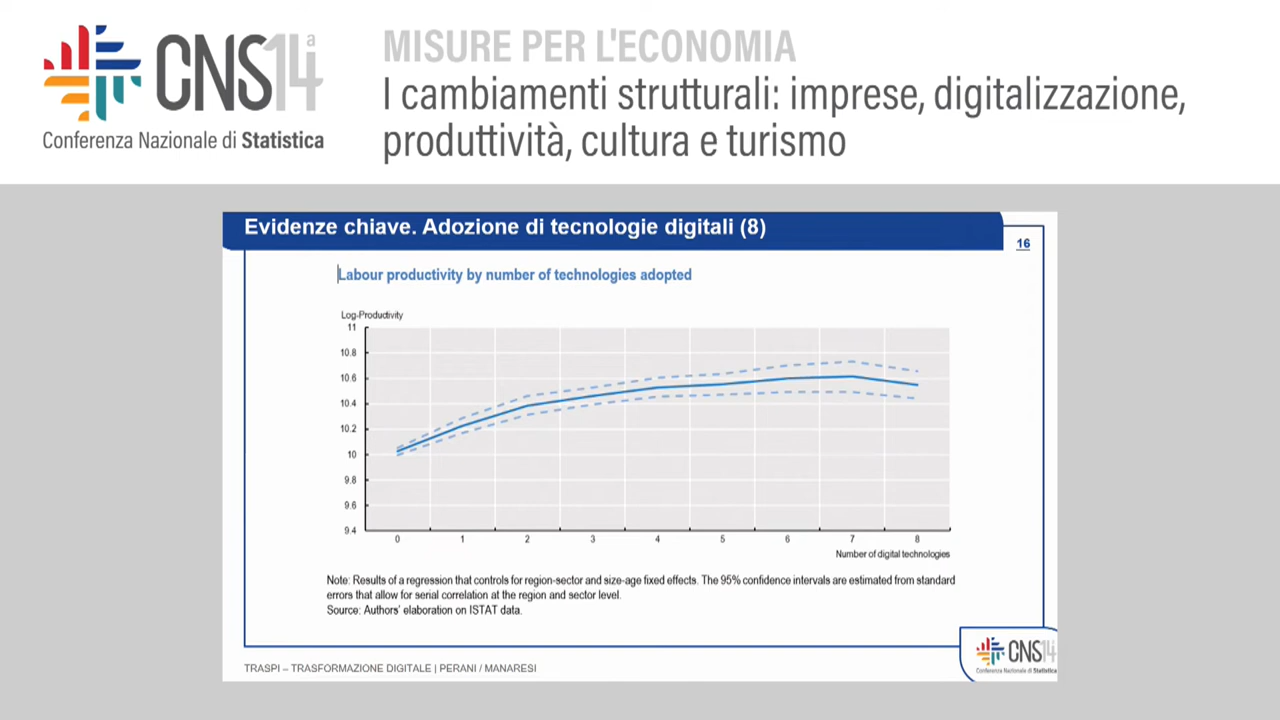 CNS14ª
Conferenza Nazionale di Statistica
MISURE PER L'ECONOMIA
I cambiamenti strutturali: imprese, digitalizzazione,
produttività, cultura e turismo
Evidenze chiave. Adozione di tecnologie digitali (8)
16
Labour productivity by number of technologies adopted
Log-Productivity
11
10.8
10.6
10.4
10.2
10
9.8
9.6
9.4
0 1 2 3 4 5 6 7 8
Number of digital technologies
Note: Results of a regression that controls for region-sector and size-age fixed effects. The 95% confidence intervals are estimated from standard
errors that allow for serial correlation at the region and sector level.
Source: Authors' elaboration on ISTAT data.
TRASPI – TRASFORMAZIONE DIGITALE | PERANI / MANARESI
CNS14
Conferenza Nazionale di Statistica